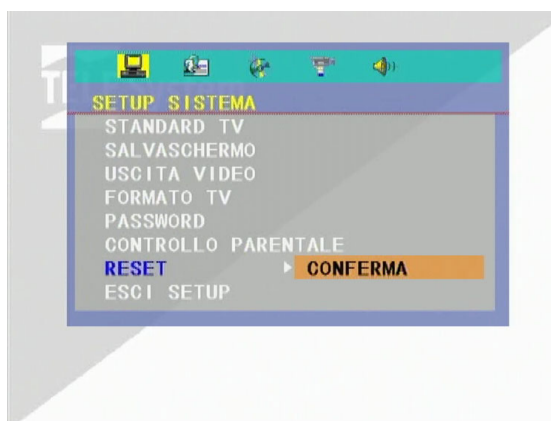 SETUP SISTEMA
STANDARD TV
SALVASCHERMO
USCITA VIDEO
FORMATO TV
PASSWORD
CONTROLLO PARENTALE
RESET CONFERMA
ESCI SETUP